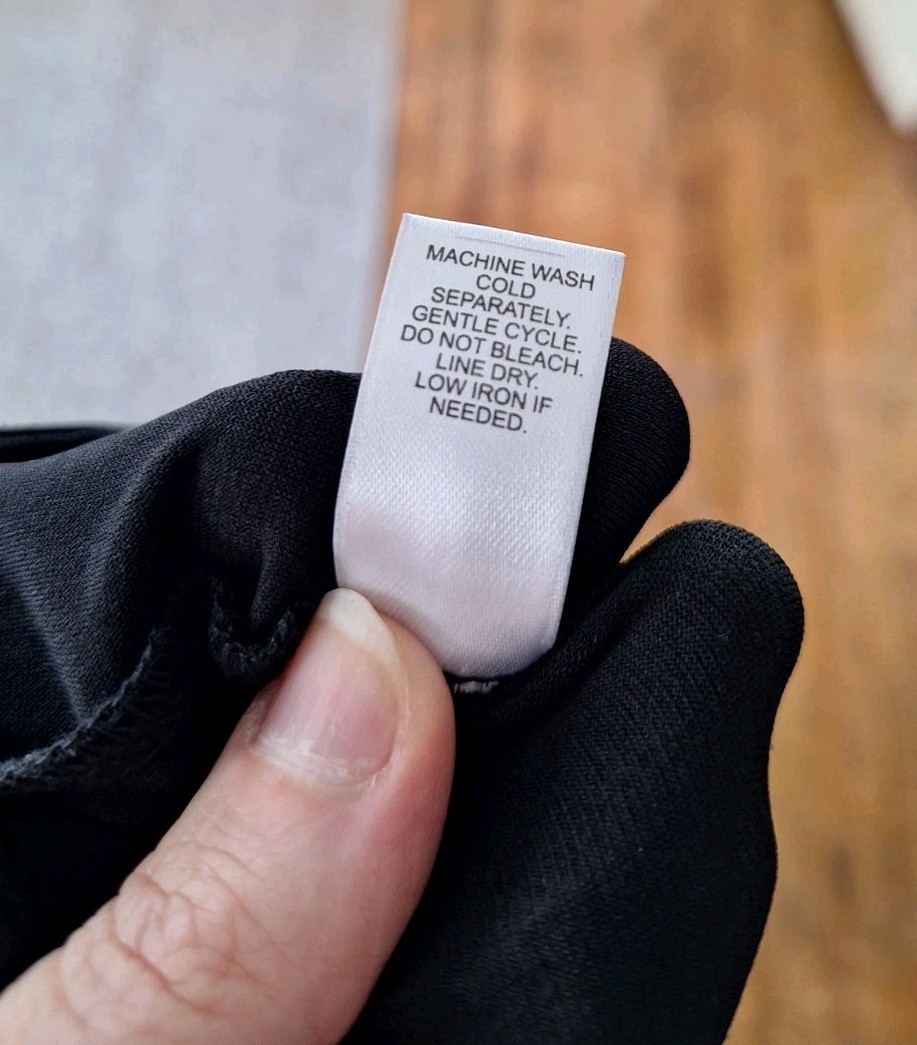 MACHINE WASH
COLD
SEPARATELY.
GENTLE CYCLE.
DO NOT BLEACH.
LINE DRY.
LOW IRON IF
NEEDED.